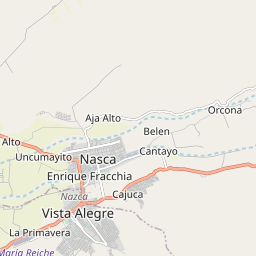 Orcona
Aja Alto
Belen
Alto
Cantayo
Uncumayito
Nasca
Enrique Fracchia
Nazca
Cajuca
Vista Alegre
La Primavera
María Reiche